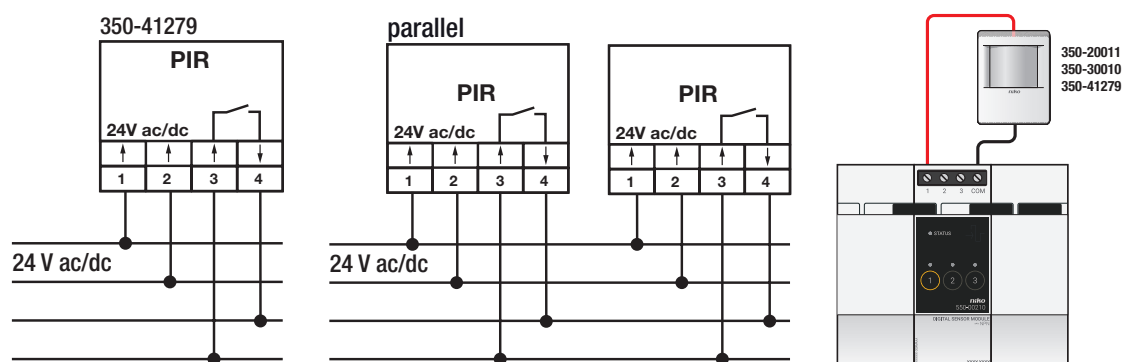 350-41279
PIR
24V ac/dc
1 2 3 4
24 V ac/dc
parallel
PIR
24V ac/dc
1 2 3 4
PIR
24V ac/dc
1 2 3 4
24 V ac/dc
350-20011
350-30010
350-41279
niko
1 2 3 COM
STATUS
1 2 3
niko
550-00210
DIGITAL SENSOR MODULE